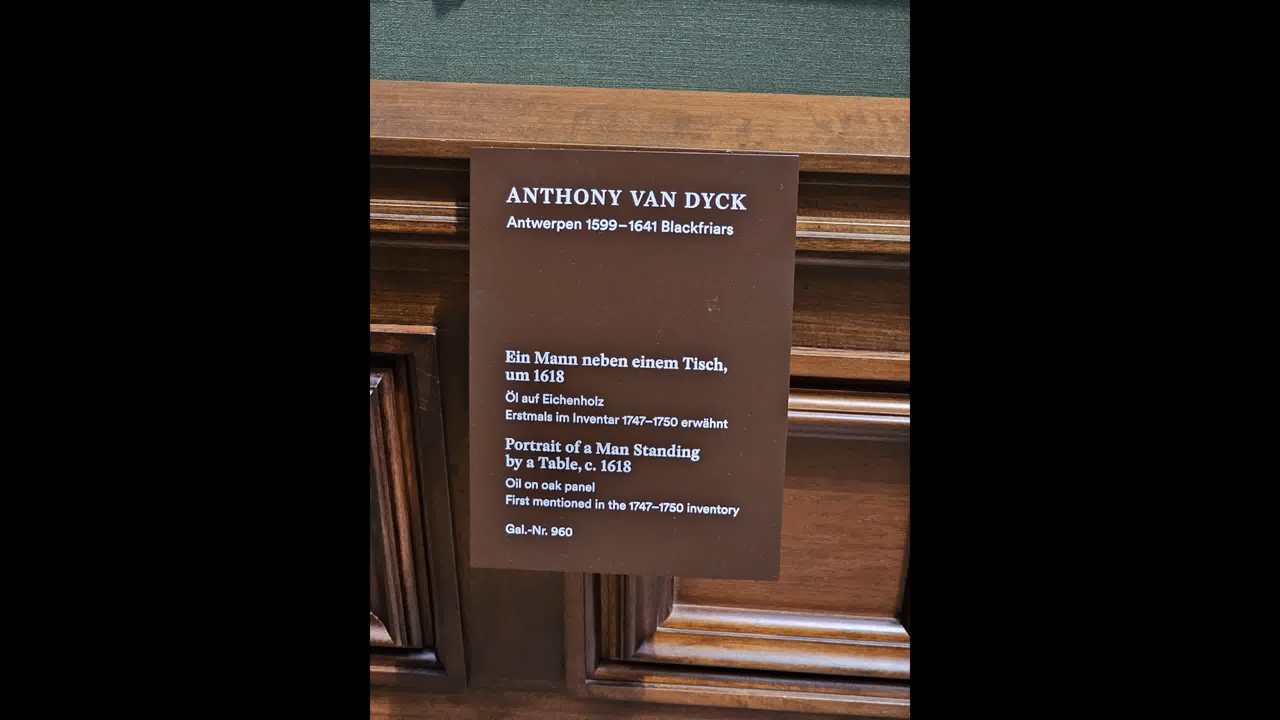 ANTHONY VAN DYCK
Antwerpen 1599–1641 Blackfriars
Ein Mann neben einem Tisch,
um 1618
Öl auf Eichenholz
Erstmals im Inventar 1747–1750 erwähnt
Portrait of a Man Standing
by a Table, c. 1618
Oil on oak panel
First mentioned in the 1747–1750 inventory
Gal.-Nr. 960